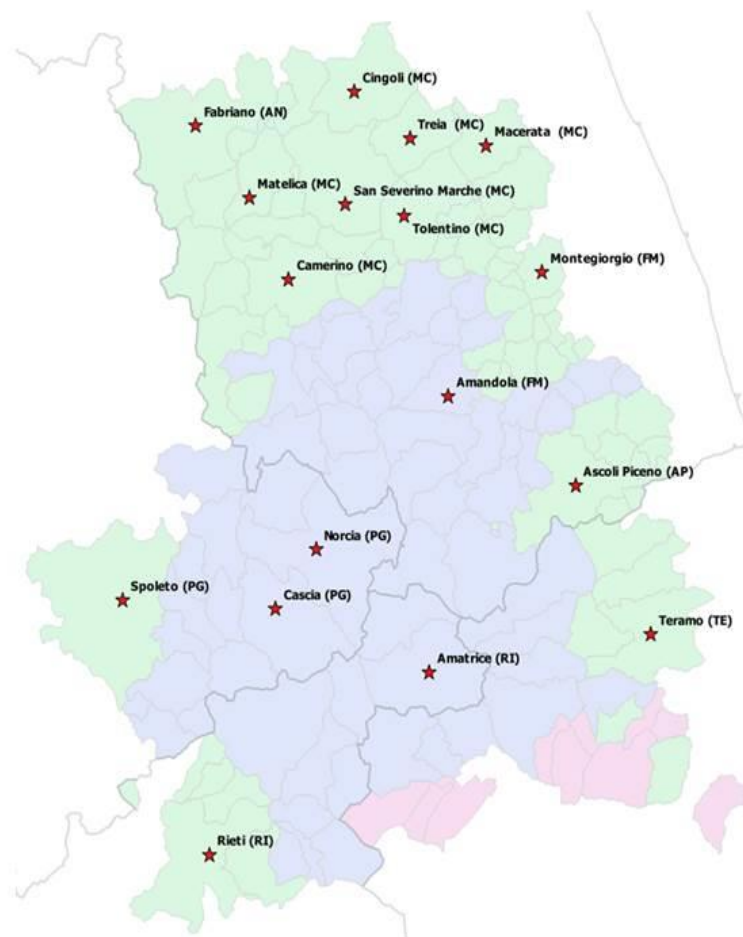 Cingoli (MC)
Fabriano (AN)
Treia (MC)
Macerata (MC)
Matelica (MC)
San Severino Marche (MC)
Tolentino (MC)
Camerino (MC)
Montegiorgio (FM)
Amandola (FM)
Ascoli Piceno (AP)
Norcia (PG)
Spoleto (PG)
Cascia (PG)
Teramo (TE)
Amatrice (RI)
Rieti (RI)